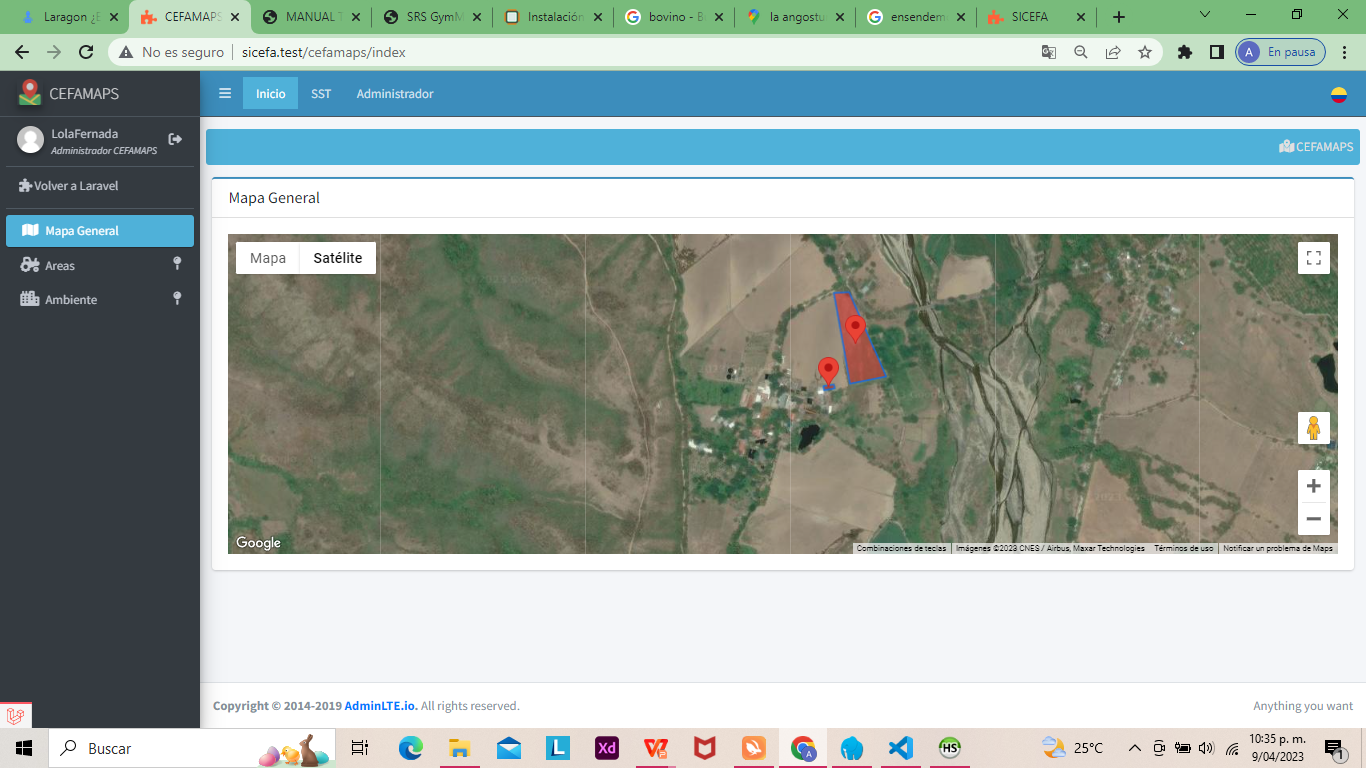 Laragon ¿E
CEFAMAPS
MANUAL T
SRS GymM
Instalación
bovino - B
la angostu
ensendem
SICEFA
No es seguro
sicefa.test/cefamaps/index
A
En pausa
CEFAMAPS
LolaFernada
Administrador CEFAMAPS
Volver a Laravel
Mapa General
Areas
Ambiente
Inicio
SST
Administrador
CEFAMAPS
Mapa General
Mapa
Satélite
Google
Combinaciones de teclas
Imágenes ©2023 CNES / Airbus, Maxar Technologies
Términos de uso
Notificar un problema de Maps
Copyright © 2014-2019 AdminLTE.io. All rights reserved.
Anything you want
Buscar
L
Xd
A
HS
25°C
10:35 p. m.
9/04/2023
1